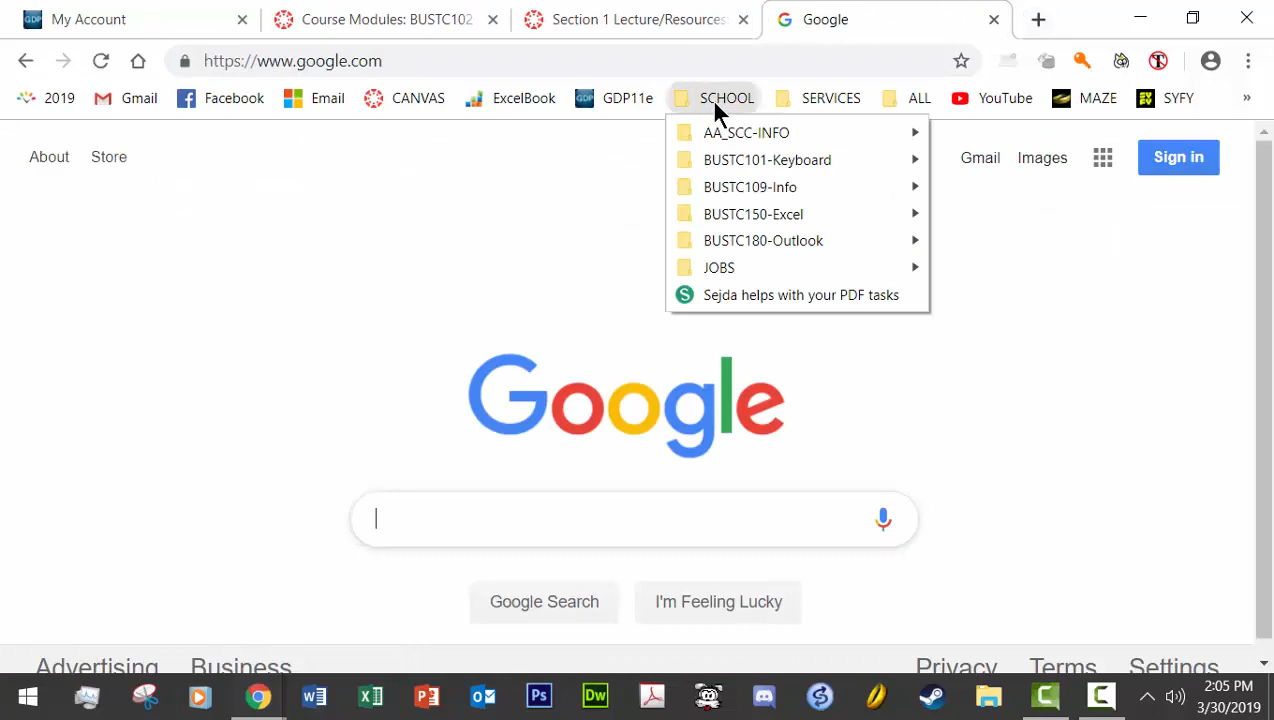 My Account
Course Modules: BUSTC102
Section 1 Lecture/Resources:
Google
https://www.google.com
2019
Gmail
Facebook
Email
CANVAS
ExcelBook
GDP
GDP11e
SCHOOL
SERVICES
ALL
YouTube
MAZE
SYFY
»
About
Store
AA_SCC-INFO
BUSTC101-Keyboard
BUSTC109-Info
BUSTC150-Excel
BUSTC180-Outlook
JOBS
S Sejda helps with your PDF tasks
Gmail
Images
Sign in
Google
Google Search
I'm Feeling Lucky
Advertising
Business
Privacy
Terms
Settings
Ps
Dw
2:05 PM
3/30/2019